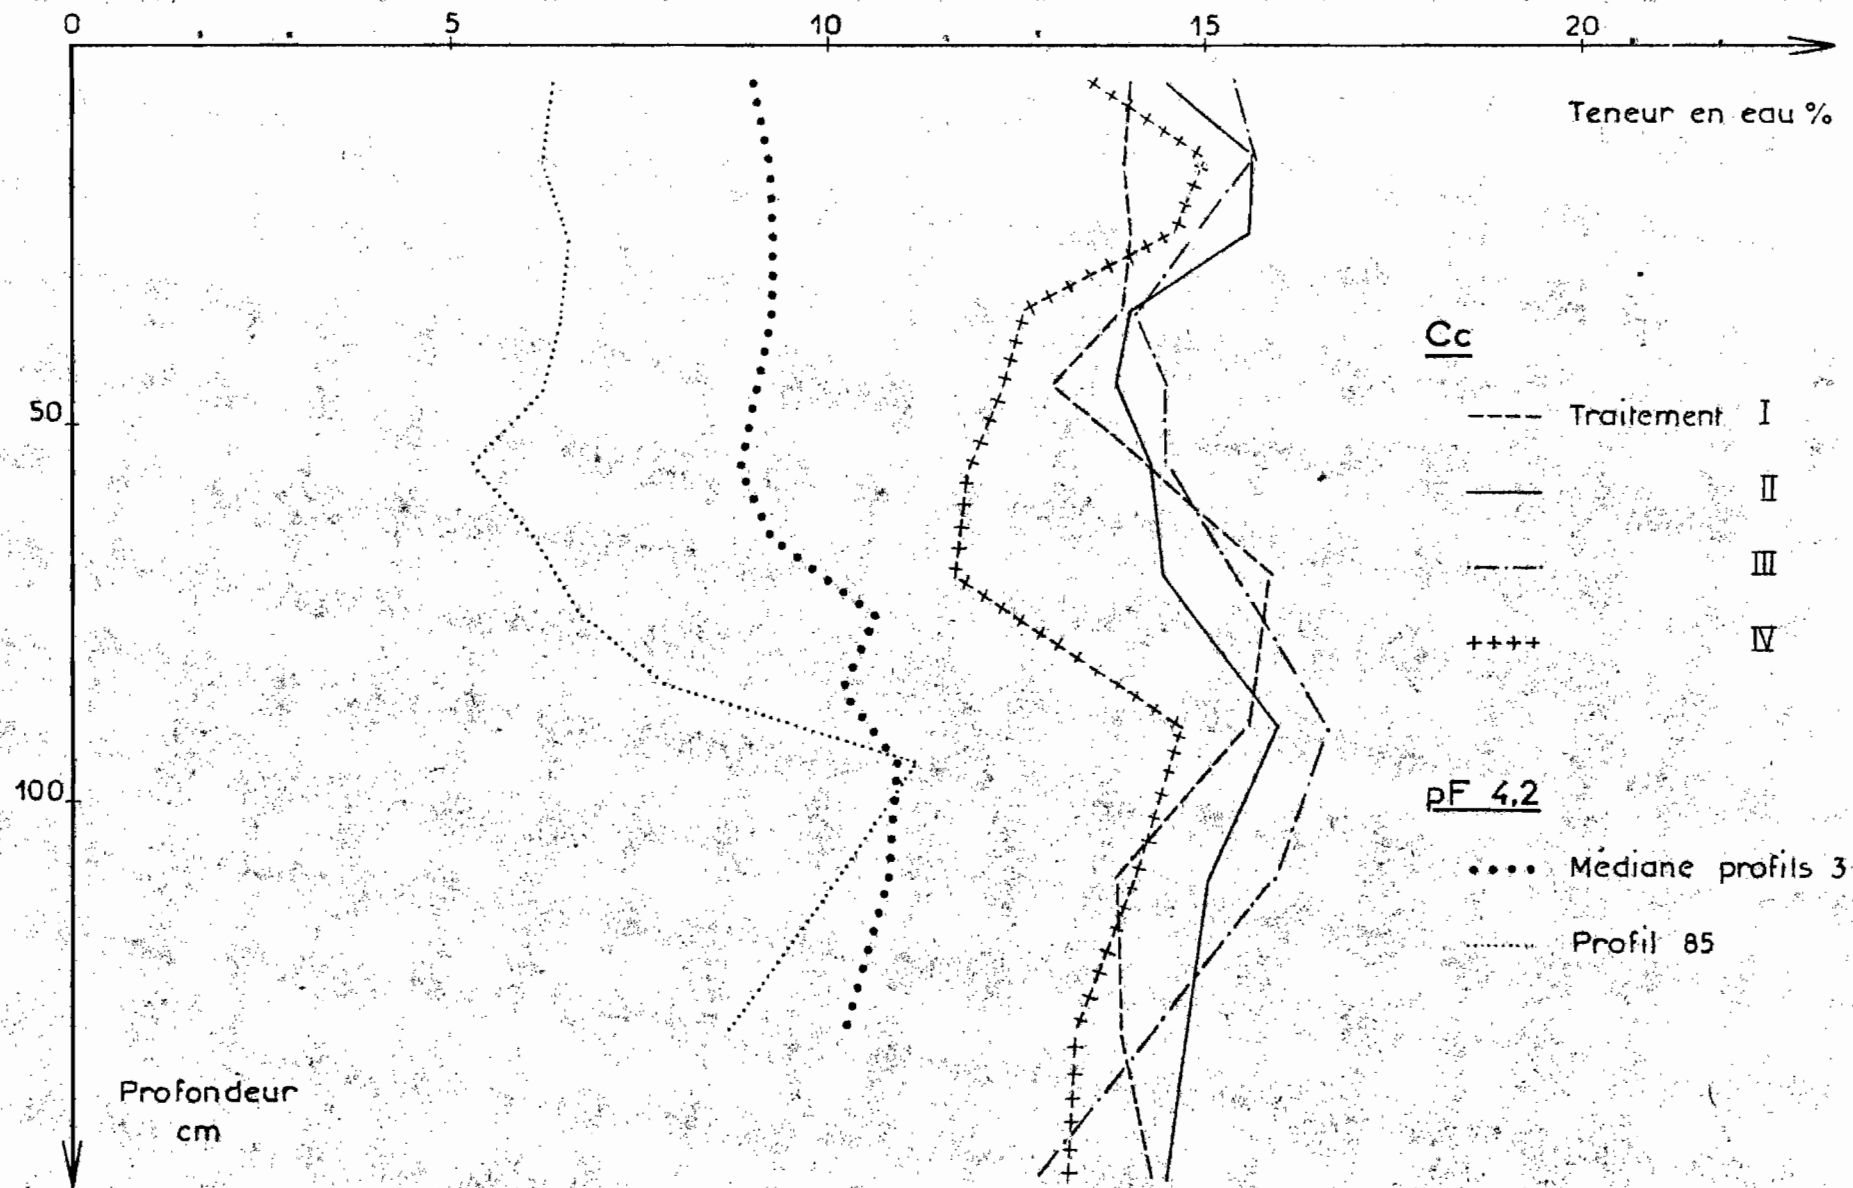 0 5 10 15 20
Teneur en eau %
Cc
50
Traitement I
II
III
++++ IV
100
pF 4,2
Médiane profils 3
Profil 85
Profondeur
cm